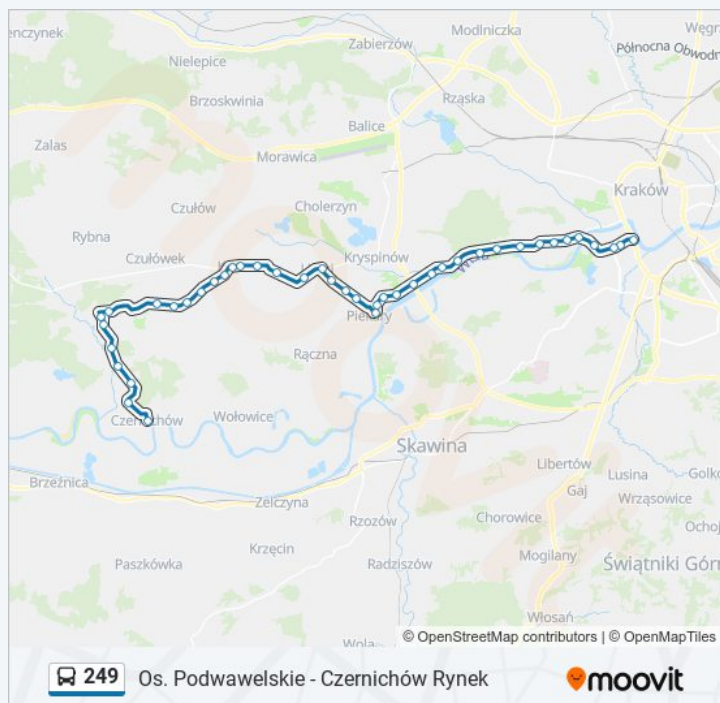 Modlniczka
Węgrz
enczynek
Zabierzów
Północna Obwodn
Nielepice
Rząska
Brzoskwinia
Balice
Zalas
Morawica
Kraków
Czułów
Cholerzyn
Rybna
Czułówek
Kryspinów
Piekary
Rączna
Czernichów
Wołowice
Skawina
Libertów
Lusina
Golko
Brzeźnica
Gaj
Zelczyna
Wrząsowice
Chorowice
Rzozów
Ochoj
Krzęcin
Mogilany
Paszkówka
Radziszów
Świątniki Górn
Włosań
Wola
© OpenStreetMap contributors | © OpenMapTiles
249 Os. Podwawelskie - Czernichów Rynek
moovit